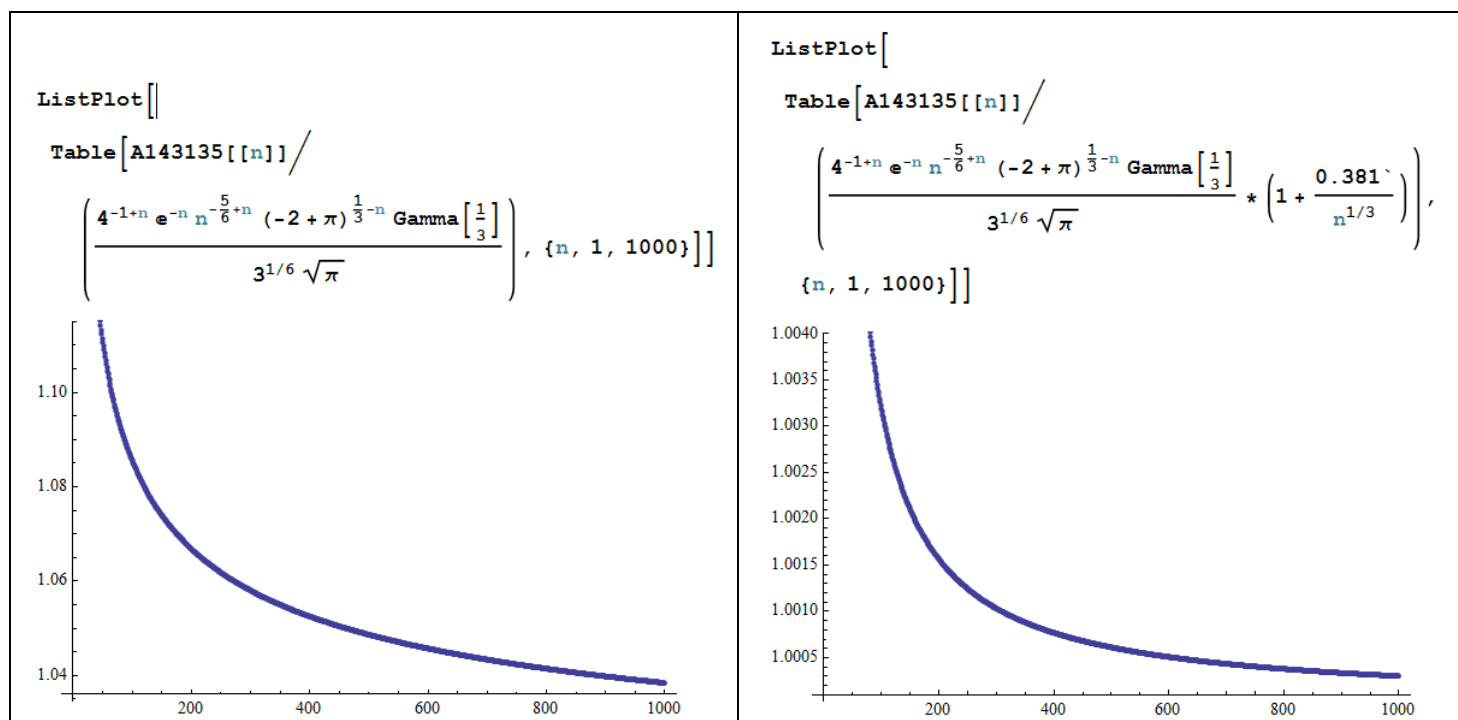 ListPlot[
Table[A143135[[n]]/
(4^(-1+n) e^(-n) n^(-5/6+n) (-2+π)^(1/3-n) Gamma[1/3] / (3^(1/6) √π)), {n, 1, 1000}]]
1.10
1.08
1.06
1.04
200 400 600 800 1000
ListPlot[
Table[A143135[[n]]/
(4^(-1+n) e^(-n) n^(-5/6+n) (-2+π)^(1/3-n) Gamma[1/3] / (3^(1/6) √π) * (1 + 0.381` / n^(1/3))),
{n, 1, 1000}]]
1.0040
1.0035
1.0030
1.0025
1.0020
1.0015
1.0010
1.0005
200 400 600 800 1000